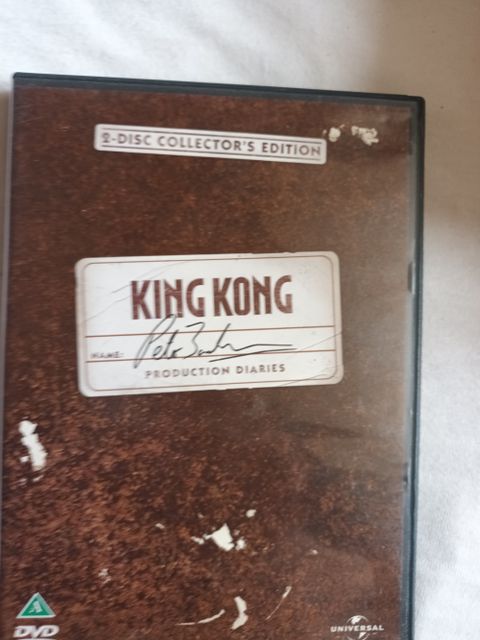 2-DISC COLLECTOR'S EDITION
KING KONG
NAME:
PRODUCTION DIARIES
DVD
UNIVERSAL